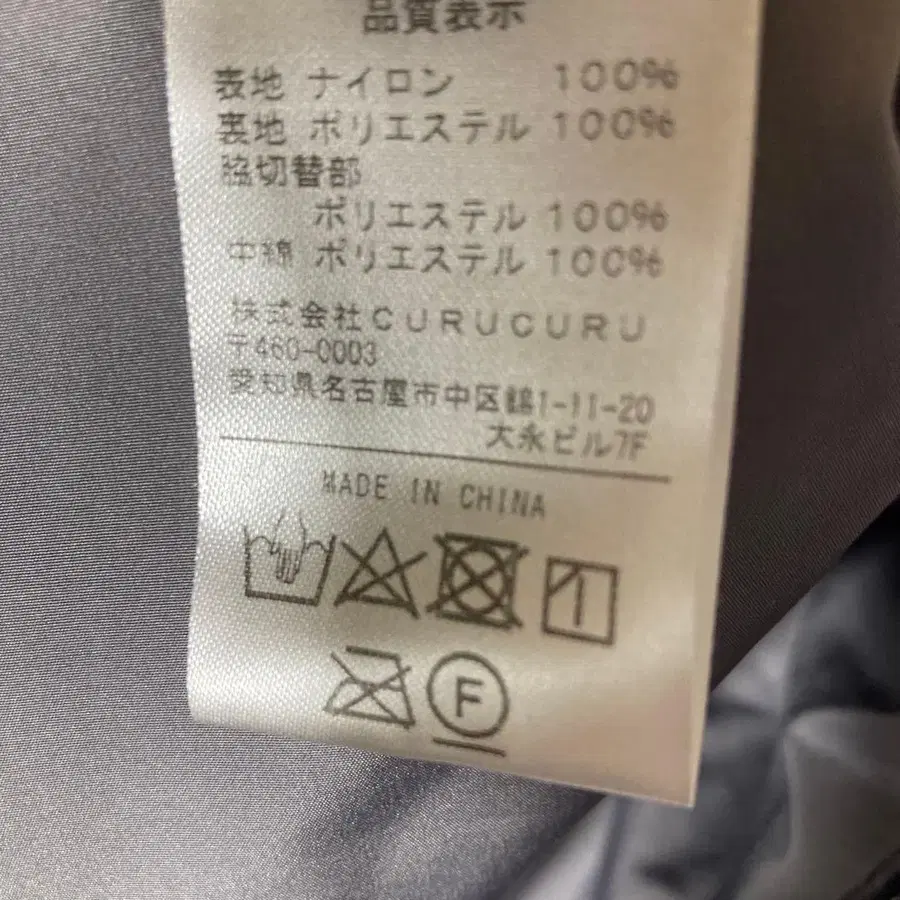 品質表示
表地 ナイロン 100%
裏地 ポリエステル 100%
脇切替部
ポリエステル 100%
中綿 ポリエステル 100%
株式会社CURUCURU
〒460-0003
愛知県名古屋市中区錦1-11-20
大永ビル7F
MADE IN CHINA
F